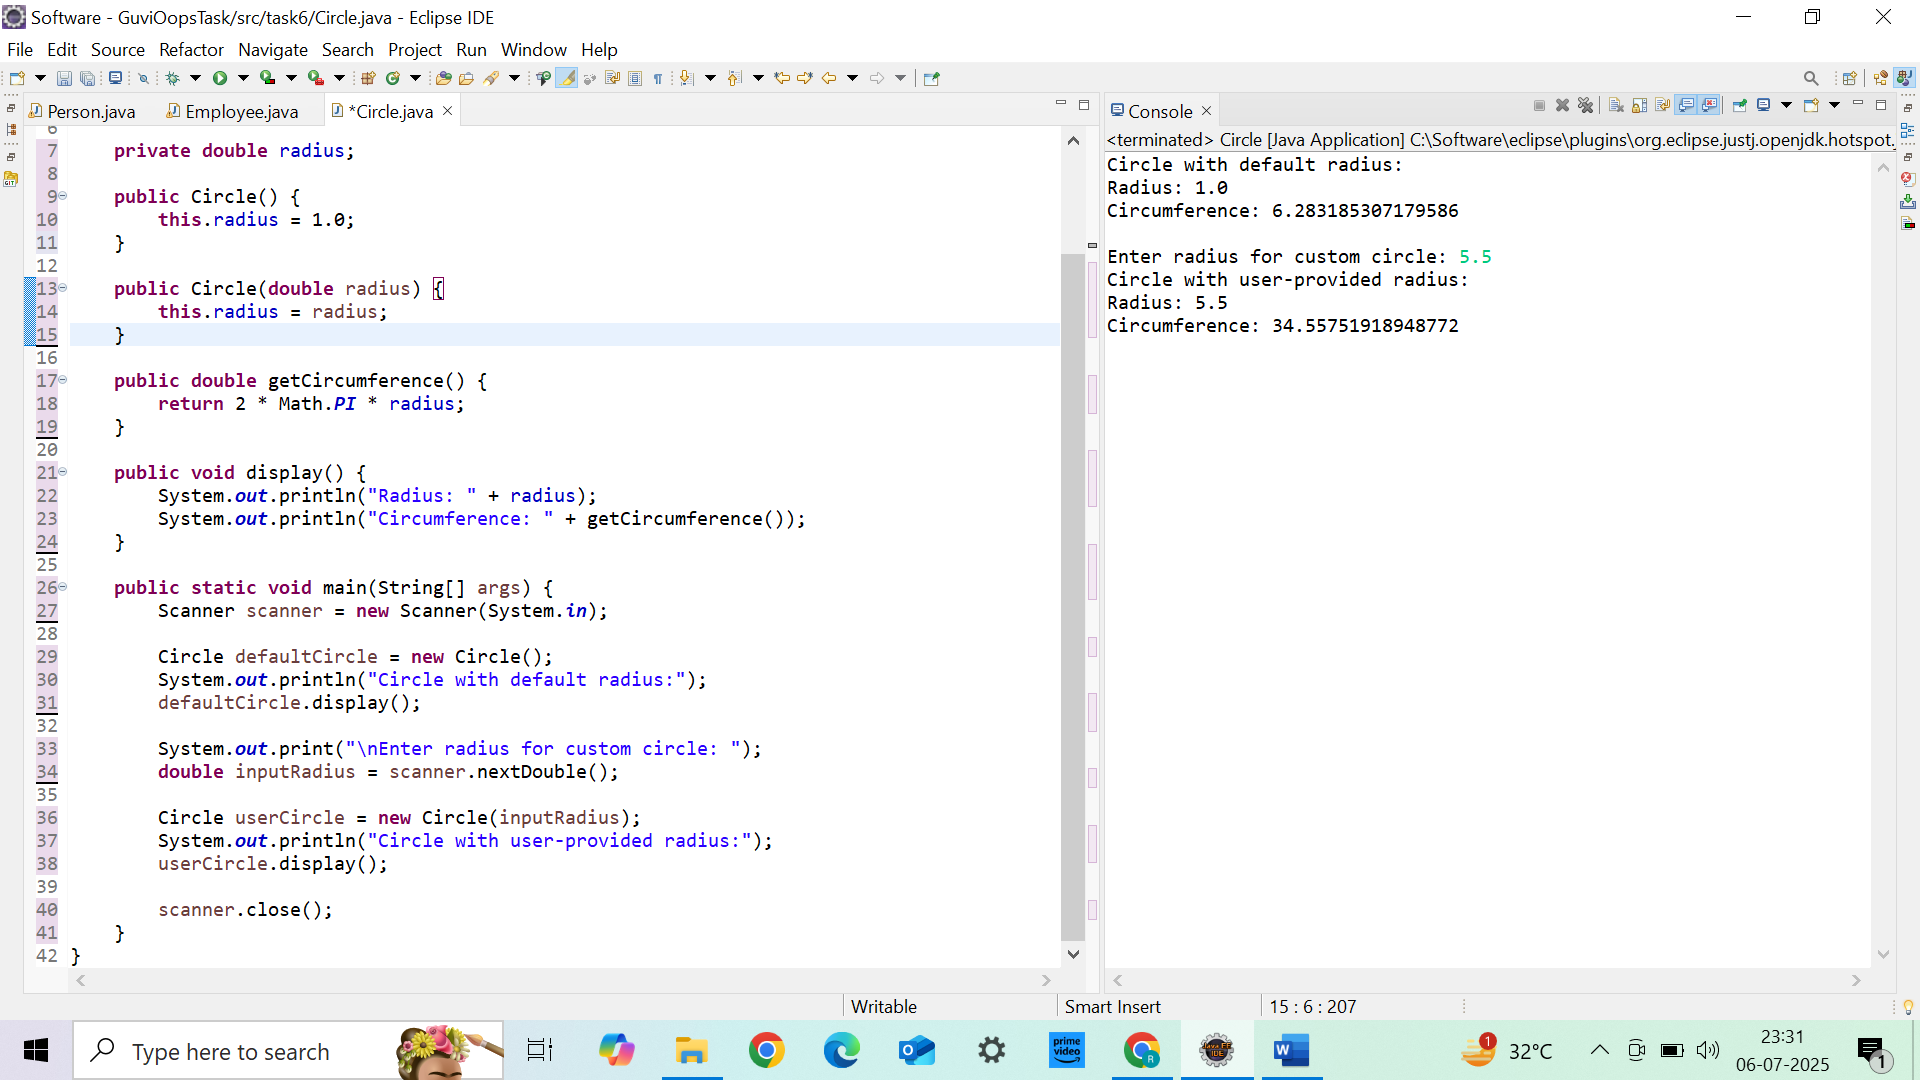 Software - GuviOopsTask/src/task6/Circle.java - Eclipse IDE
File Edit Source Refactor Navigate Search Project Run Window Help
Person.java Employee.java *Circle.java
6
7     private double radius;
8
9     public Circle() {
10         this.radius = 1.0;
11     }
12
13     public Circle(double radius) {
14         this.radius = radius;
15     }
16
17     public double getCircumference() {
18         return 2 * Math.PI * radius;
19     }
20
21     public void display() {
22         System.out.println("Radius: " + radius);
23         System.out.println("Circumference: " + getCircumference());
24     }
25
26     public static void main(String[] args) {
27         Scanner scanner = new Scanner(System.in);
28
29         Circle defaultCircle = new Circle();
30         System.out.println("Circle with default radius:");
31         defaultCircle.display();
32
33         System.out.print("\nEnter radius for custom circle: ");
34         double inputRadius = scanner.nextDouble();
35
36         Circle userCircle = new Circle(inputRadius);
37         System.out.println("Circle with user-provided radius:");
38         userCircle.display();
39
40         scanner.close();
41     }
42 }
Console
<terminated> Circle [Java Application] C:\Software\eclipse\plugins\org.eclipse.justj.openjdk.hotspot.
Circle with default radius:
Radius: 1.0
Circumference: 6.283185307179586
Enter radius for custom circle: 5.5
Circle with user-provided radius:
Radius: 5.5
Circumference: 34.55751918948772
Writable Smart Insert 15 : 6 : 207
Type here to search
prime video
1 32°C
23:31
06-07-2025
1